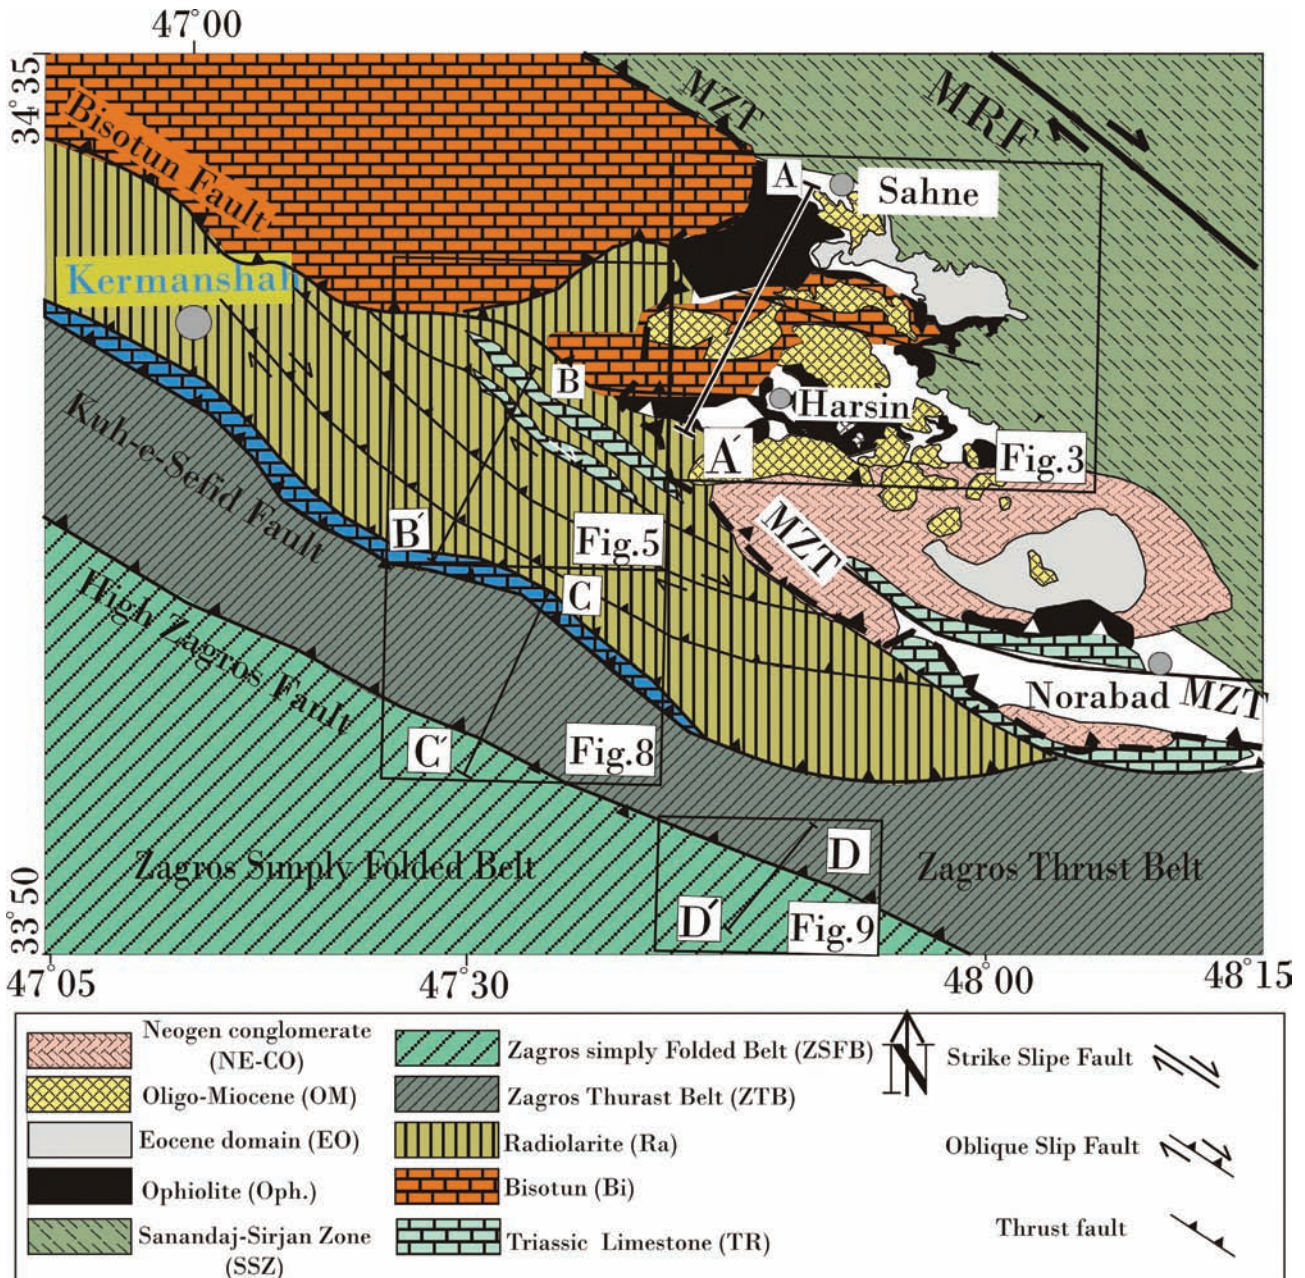 47°00
34°35
MZT
MRF
Bisotun Fault
A
Sahne
Kermanshah
B
Harsin
A´
Fig.3
Kuh-e-Sefid Fault
B´
Fig.5
MZT
C
High Zagros Fault
Norabad
MZT
C´
Fig.8
Zagros Simply Folded Belt
D
Zagros Thrust Belt
D´
Fig.9
33°50
47°05
47°30
48°00
48°15
Neogen conglomerate
(NE-CO)
Oligo-Miocene (OM)
Eocene domain (EO)
Ophiolite (Oph.)
Sanandaj-Sirjan Zone
(SSZ)
Zagros simply Folded Belt (ZSFB)
Zagros Thurast Belt (ZTB)
Radiolarite (Ra)
Bisotun (Bi)
Triassic Limestone (TR)
N
Strike Slipe Fault
Oblique Slip Fault
Thrust fault